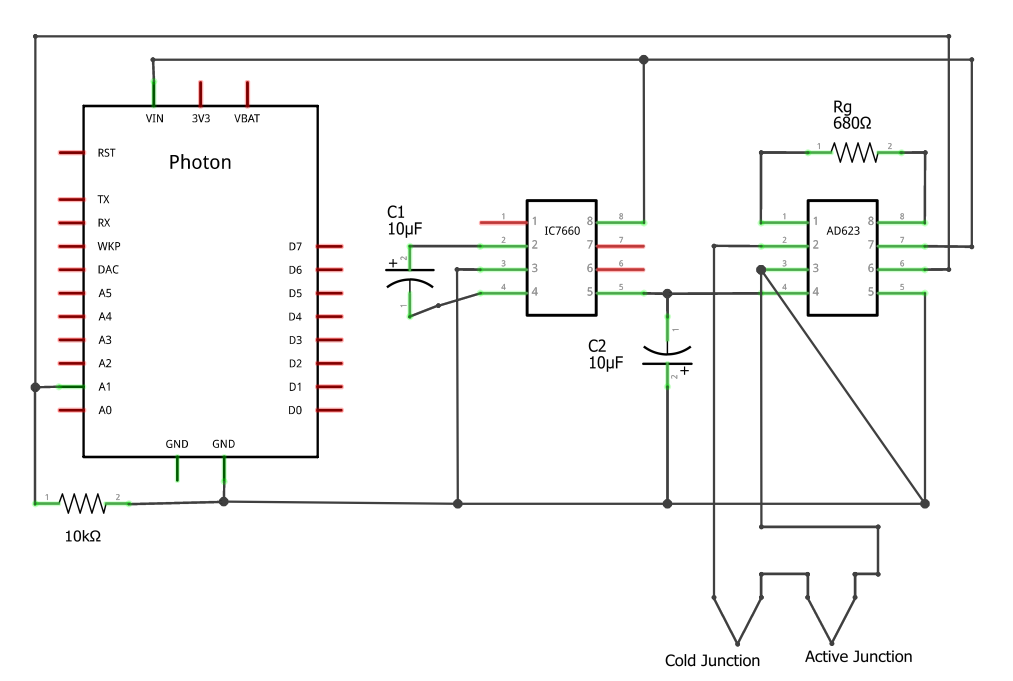 Photon
VIN
3V3
VBAT
RST
TX
RX
WKP
DAC
A5
A4
A3
A2
A1
A0
D7
D6
D5
D4
D3
D2
D1
D0
GND
GND
1
2
10kΩ
C1
10µF
+
2
1
IC7660
1
2
3
4
1
2
3
4
8
7
6
5
8
7
6
5
C2
10µF
1
2
+
Rg
680Ω
1
2
AD623
1
2
3
4
1
2
3
4
8
7
6
5
8
7
6
5
Cold Junction
Active Junction